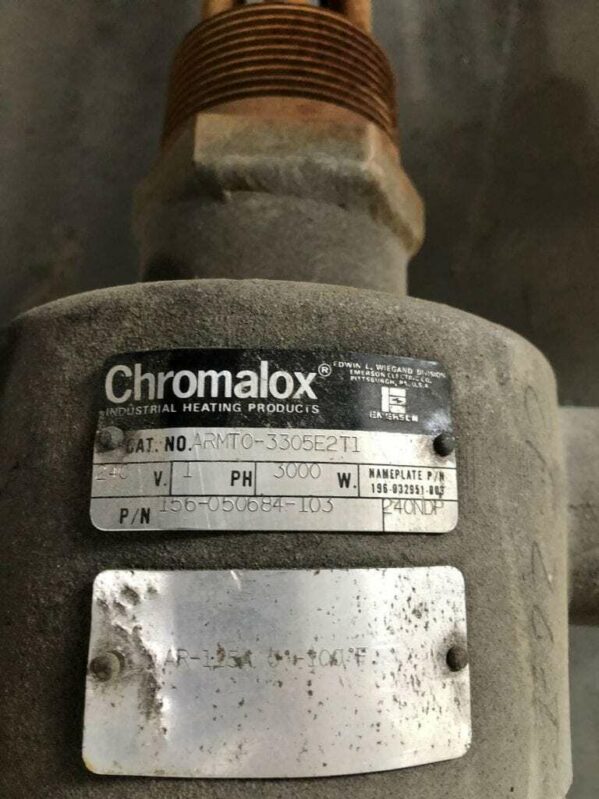 Chromalox®
INDUSTRIAL HEATING PRODUCTS
EDWIN L. WIEGAND DIVISION
EMERSON ELECTRIC CO.
PITTSBURGH, PA. U.S.A.
EMERSON
CAT. NO. ARMTO-3305E2T1
240 V. 1 PH 3000 W. NAMEPLATE P/N
196-032951-003
P/N 156-050684-103 240NDP